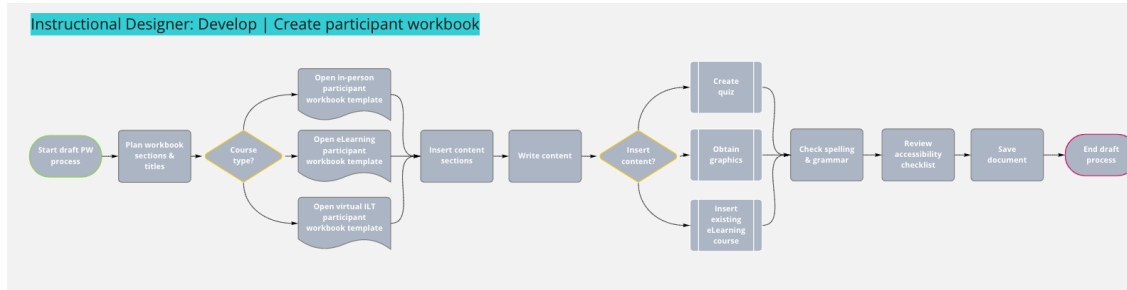 Instructional Designer: Develop | Create participant workbook
Start draft PW
process
Plan workbook
sections &
titles
Course
type?
Open in-person
participant
workbook template
Open eLearning
participant
workbook template
Open virtual ILT
participant
workbook template
Insert content
sections
Write content
Insert
content?
Create
quiz
Obtain
graphics
Insert
existing
eLearning
course
Check spelling
& grammar
Review
accessibility
checklist
Save
document
End draft
process